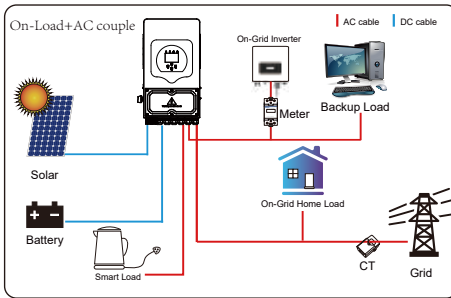 On-Load+AC couple
AC cable
DC cable
On-Grid Inverter
Meter
Backup Load
Solar
On-Grid Home Load
Battery
Smart Load
CT
Grid